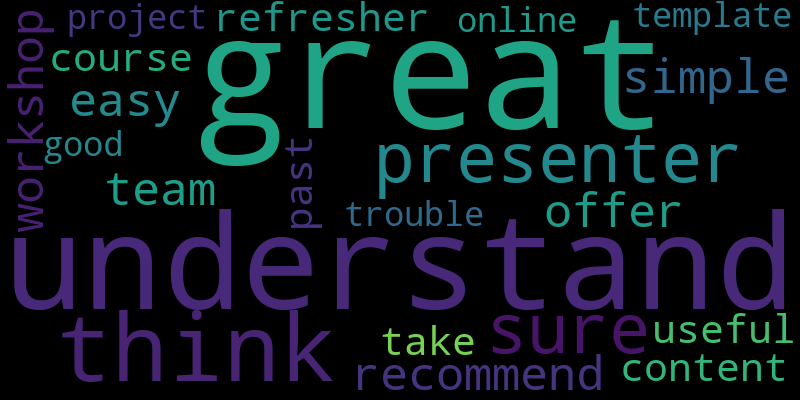 project refresher online template
course great simple
easy
workshop good presenter
team past trouble offer
understand
think take sure useful
recommend content